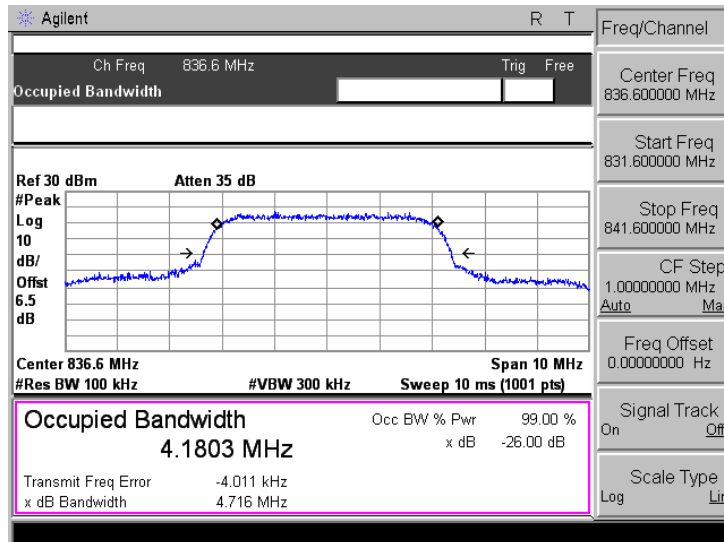 Agilent R T
Freq/Channel
Ch Freq 836.6 MHz Trig Free
Occupied Bandwidth
Center Freq
836.600000 MHz
Start Freq
831.600000 MHz
Stop Freq
841.600000 MHz
CF Step
1.00000000 MHz
Auto Ma
Freq Offset
0.00000000 Hz
Signal Track
On Off
Scale Type
Log Lin
Ref 30 dBm Atten 35 dB
#Peak
Log
10
dB/
Offst
6.5
dB
Center 836.6 MHz Span 10 MHz
#Res BW 100 kHz #VBW 300 kHz Sweep 10 ms (1001 pts)
Occupied Bandwidth Occ BW % Pwr 99.00 %
4.1803 MHz x dB -26.00 dB
Transmit Freq Error -4.011 kHz
x dB Bandwidth 4.716 MHz